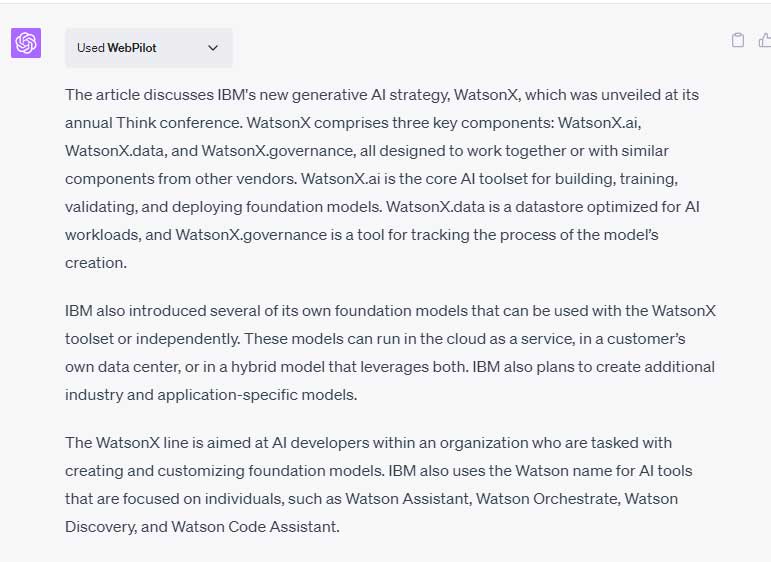 Used WebPilot
The article discusses IBM's new generative AI strategy, WatsonX, which was unveiled at its
annual Think conference. WatsonX comprises three key components: WatsonX.ai,
WatsonX.data, and WatsonX.governance, all designed to work together or with similar
components from other vendors. WatsonX.ai is the core AI toolset for building, training,
validating, and deploying foundation models. WatsonX.data is a datastore optimized for AI
workloads, and WatsonX.governance is a tool for tracking the process of the model’s
creation.
IBM also introduced several of its own foundation models that can be used with the WatsonX
toolset or independently. These models can run in the cloud as a service, in a customer’s
own data center, or in a hybrid model that leverages both. IBM also plans to create additional
industry and application-specific models.
The WatsonX line is aimed at AI developers within an organization who are tasked with
creating and customizing foundation models. IBM also uses the Watson name for AI tools
that are focused on individuals, such as Watson Assistant, Watson Orchestrate, Watson
Discovery, and Watson Code Assistant.